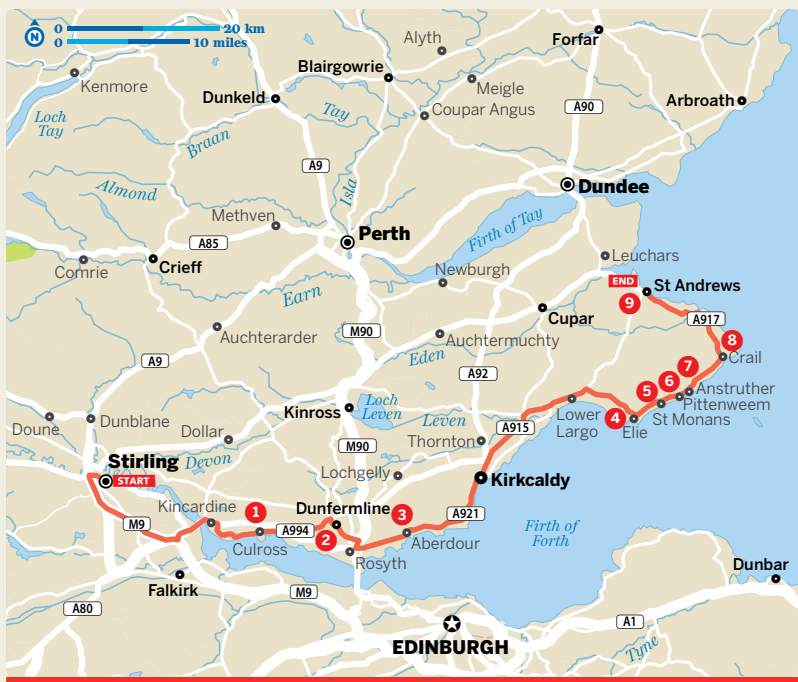 0 20 km
N
0 10 miles
Alyth
Forfar
Kenmore
Blairgowrie
Meigle
Dunkeld
Tay
Coupar Angus
A90
Arbroath
Loch
Tay
Braan
A9
Almond
Isla
Dundee
Methven
Firth of Tay
A85
Perth
Leuchars
Comrie
Crieff
Newburgh
END
St Andrews
Earn
9
Cupar
A917
Auchterarder
M90
Auchtermuchty
8
Eden
Crail
A9
A92
7
Loch
Leven
6
Anstruther
5
Pittenweem
Doune
Dunblane
Dollar
Kinross
Leven
Lower
Largo
4
Elie
St Monans
A915
Devon
M90
Thornton
Stirling
START
Lochgelly
Kirkcaldy
Kincardine
1
Dunfermline
3
A921
M9
A994
Firth of
Forth
Culross
2
Aberdour
Rosyth
Dunbar
Falkirk
M9
A80
A1
EDINBURGH
Tyne